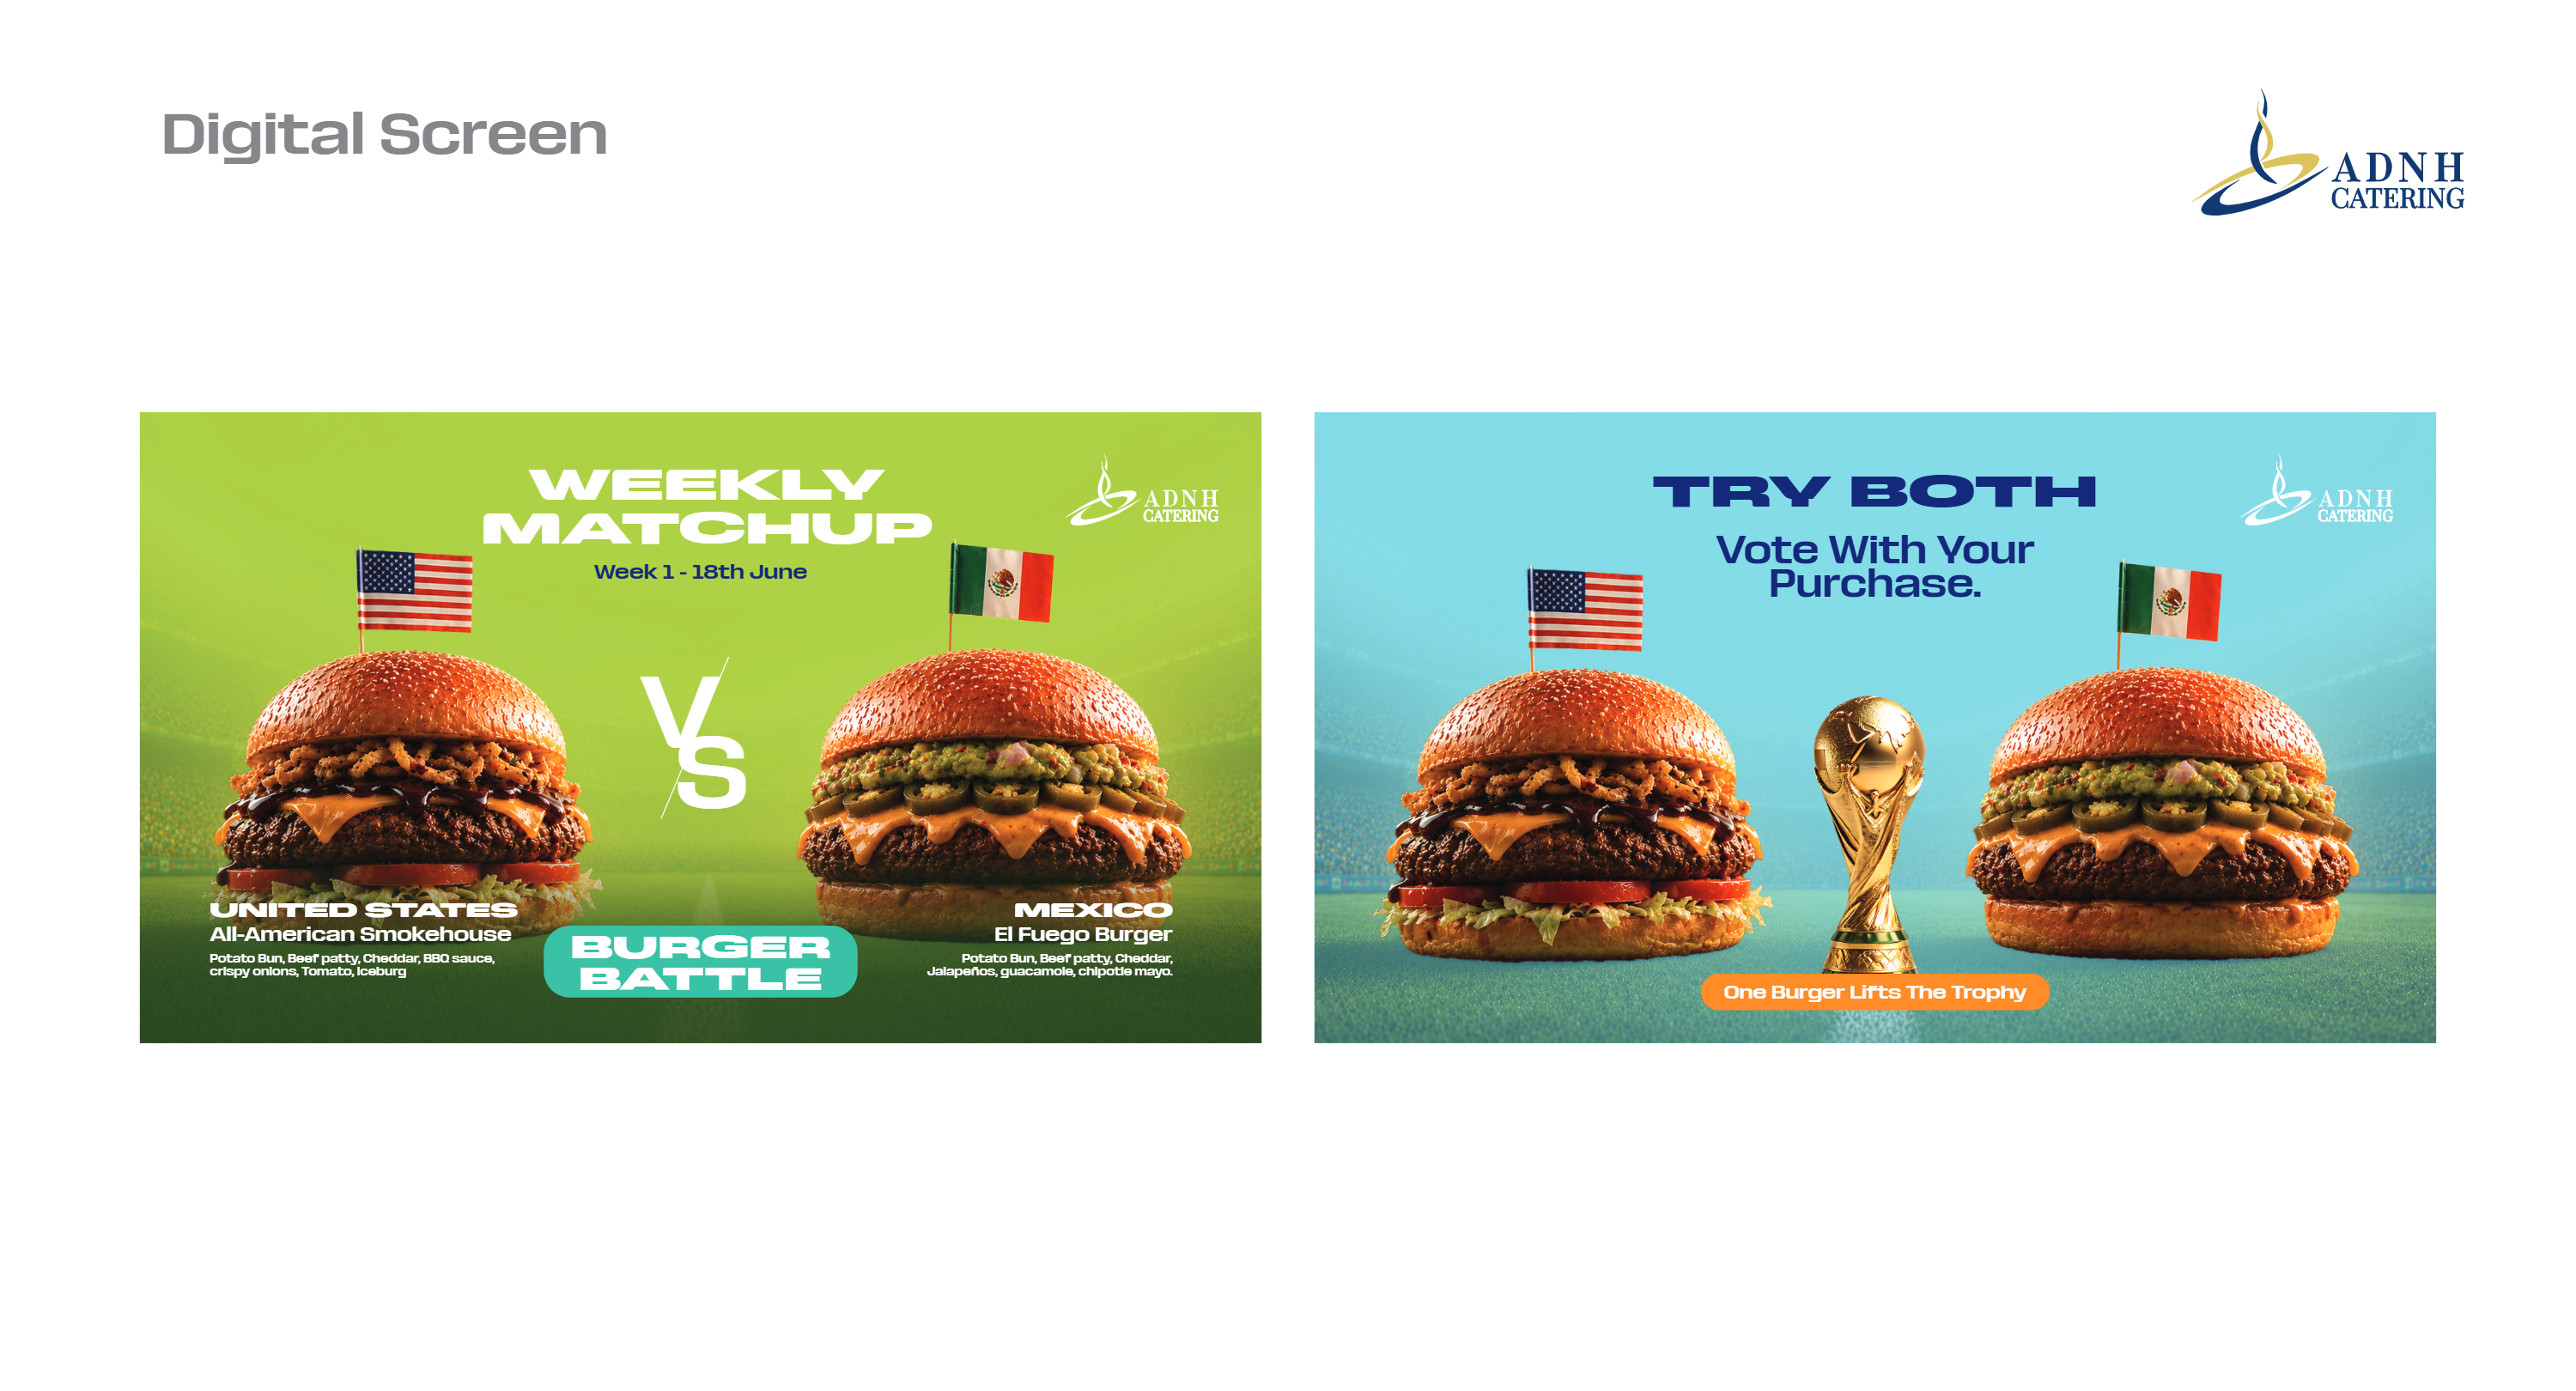 Digital Screen
ADNH
CATERING
WEEKLY
MATCHUP
Week 1 - 18th June
ADNH
CATERING
VS
UNITED STATES
All-American Smokehouse
Potato Bun, Beef patty, Cheddar, BBQ sauce,
crispy onions, Tomato, Iceburg
BURGER
BATTLE
MEXICO
El Fuego Burger
Potato Bun, Beef patty, Cheddar,
Jalapeños, guacamole, chipotle mayo.
TRY BOTH
Vote With Your
Purchase.
ADNH
CATERING
One Burger Lifts The Trophy